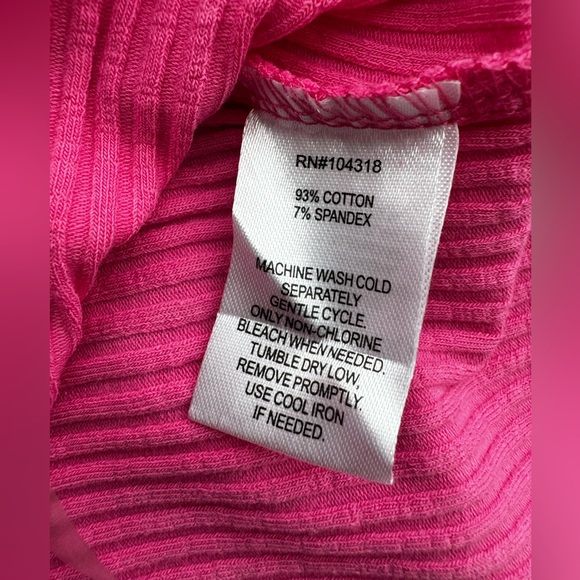 RN#104318
93% COTTON
7% SPANDEX
MACHINE WASH COLD
SEPARATELY
GENTLE CYCLE.
ONLY NON-CHLORINE
BLEACH WHEN NEEDED.
TUMBLE DRY LOW,
REMOVE PROMPTLY.
USE COOL IRON
IF NEEDED.